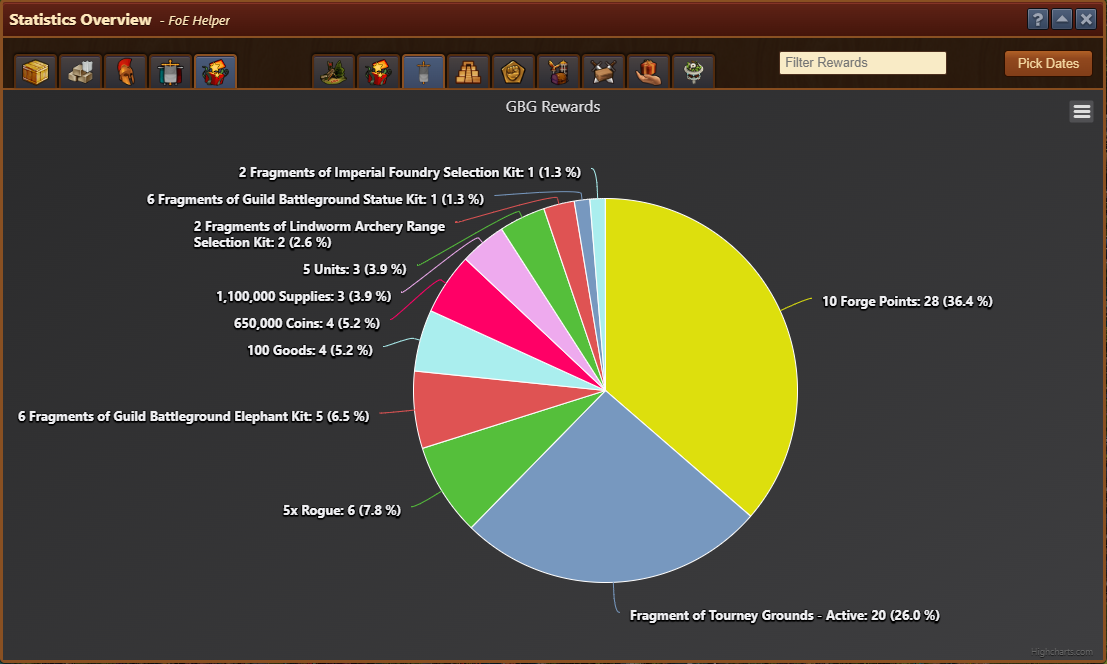 Statistics Overview - FoE Helper
?
Filter Rewards
Pick Dates
GBG Rewards
2 Fragments of Imperial Foundry Selection Kit: 1 (1.3 %)
6 Fragments of Guild Battleground Statue Kit: 1 (1.3 %)
2 Fragments of Lindworm Archery Range
Selection Kit: 2 (2.6 %)
5 Units: 3 (3.9 %)
1,100,000 Supplies: 3 (3.9 %)
650,000 Coins: 4 (5.2 %)
100 Goods: 4 (5.2 %)
6 Fragments of Guild Battleground Elephant Kit: 5 (6.5 %)
5x Rogue: 6 (7.8 %)
10 Forge Points: 28 (36.4 %)
Fragment of Tourney Grounds - Active: 20 (26.0 %)
Highcharts.com